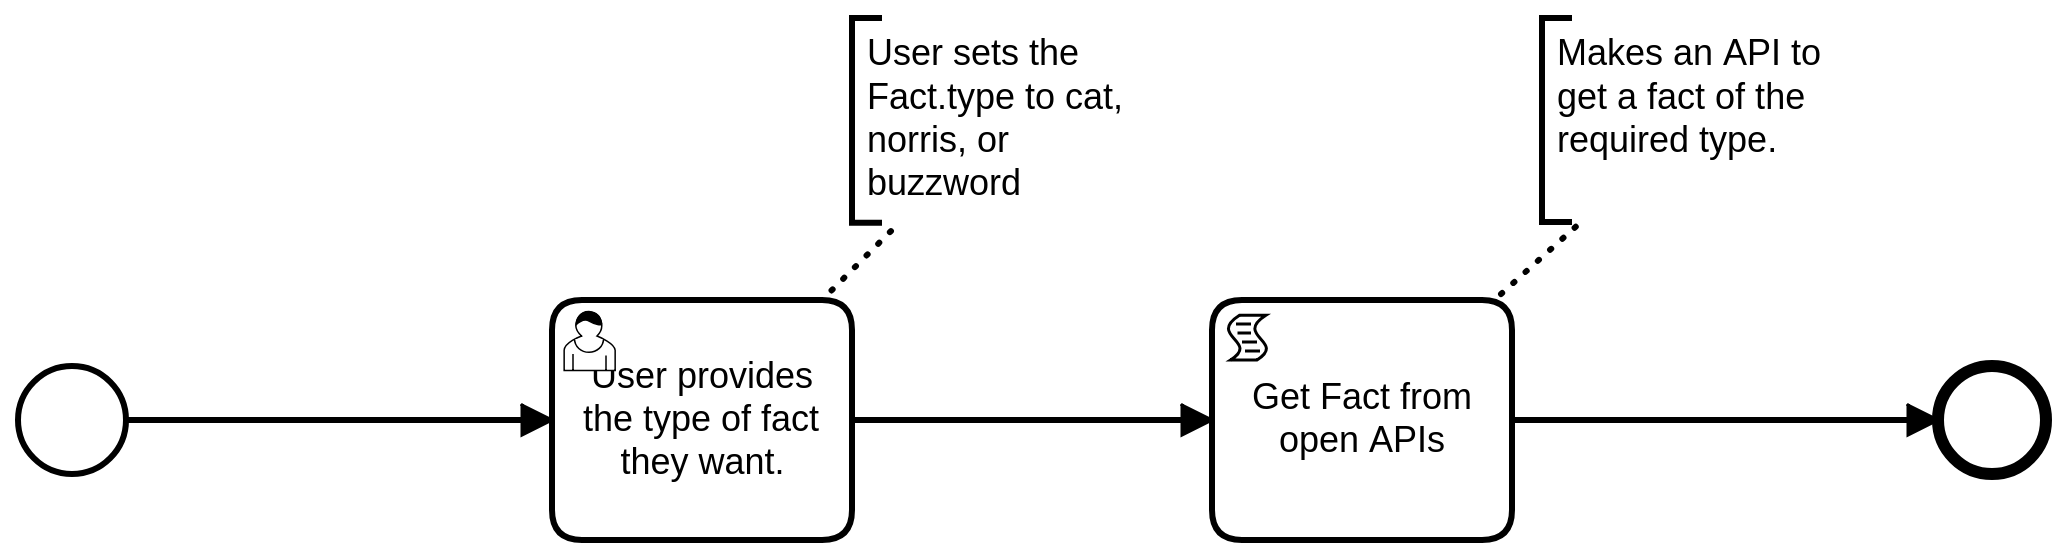 User sets the
Fact.type to cat,
norris, or
buzzword
Makes an API to
get a fact of the
required type.
User provides
the type of fact
they want.
Get Fact from
open APIs